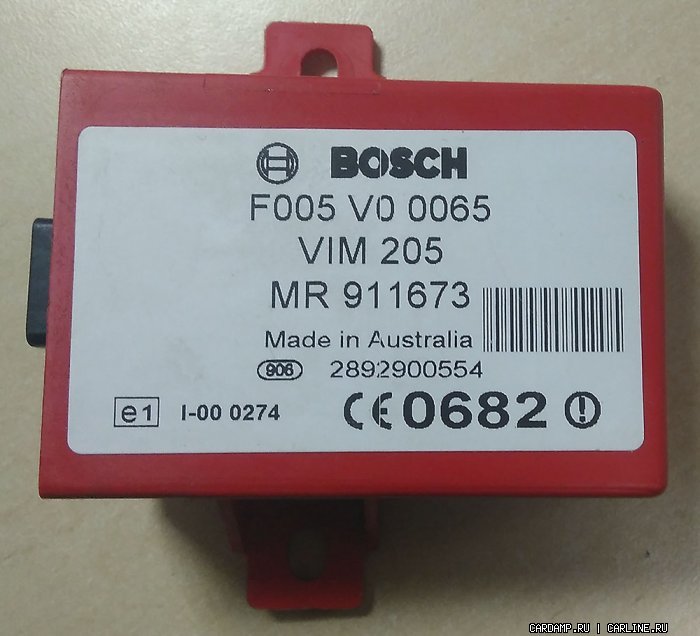 BOSCH
F005 V0 0065
VIM 205
MR 911673
Made in Australia
906 2892900554
e1 I-00 0274 CE0682
CARDAMP.RU | CARLINE.RU